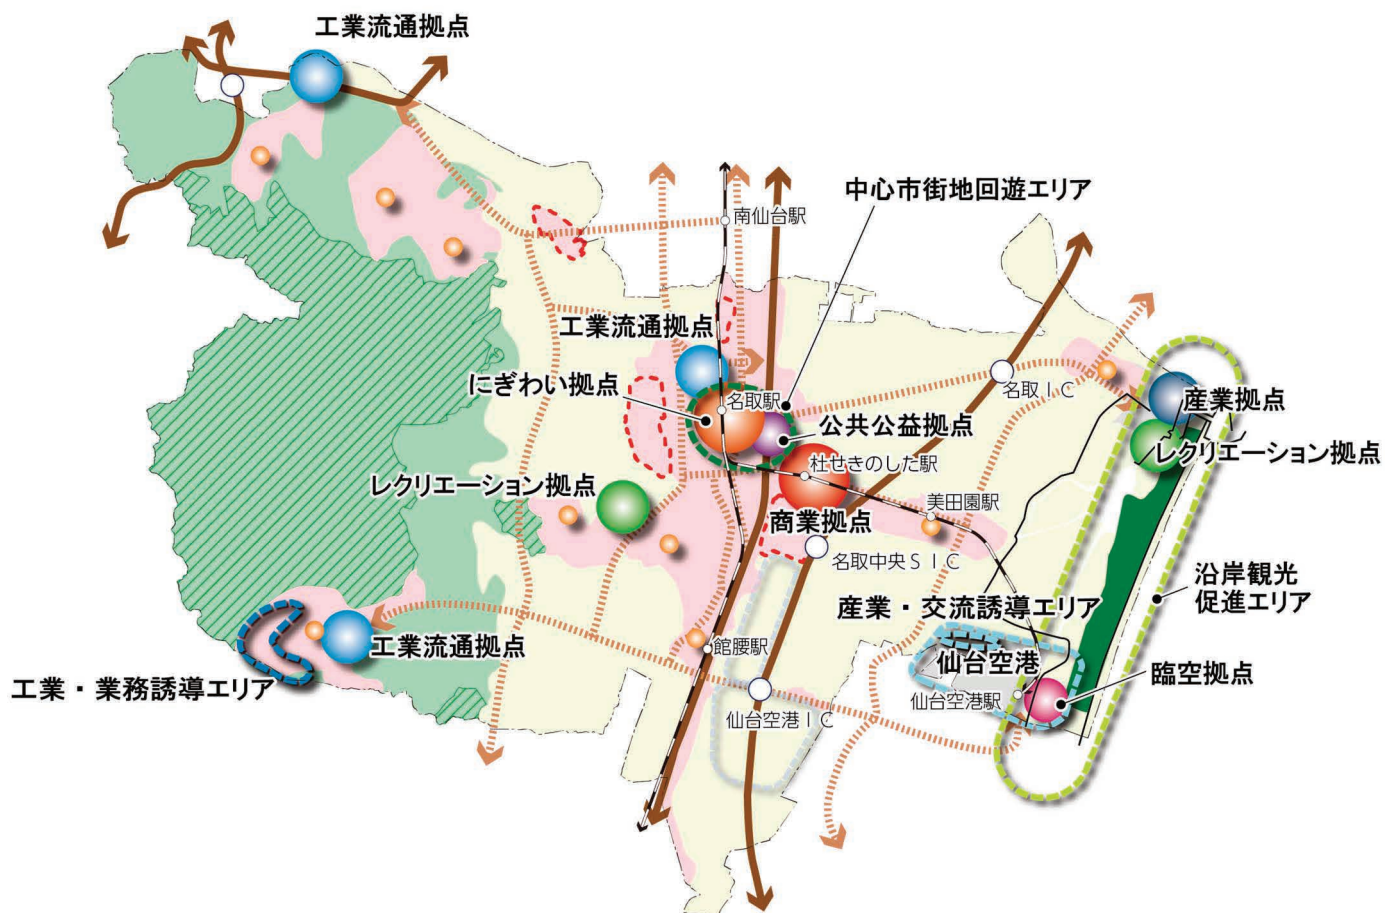 工業流通拠点
中心市街地回遊エリア
南仙台駅
工業流通拠点
にぎわい拠点
名取駅
名取ＩＣ
産業拠点
公共公益拠点
レクリエーション拠点
杜せきのした駅
レクリエーション拠点
美田園駅
商業拠点
名取中央ＳＩＣ
沿岸観光
促進エリア
産業・交流誘導エリア
工業流通拠点
館腰駅
仙台空港
臨空拠点
工業・業務誘導エリア
仙台空港駅
仙台空港ＩＣ